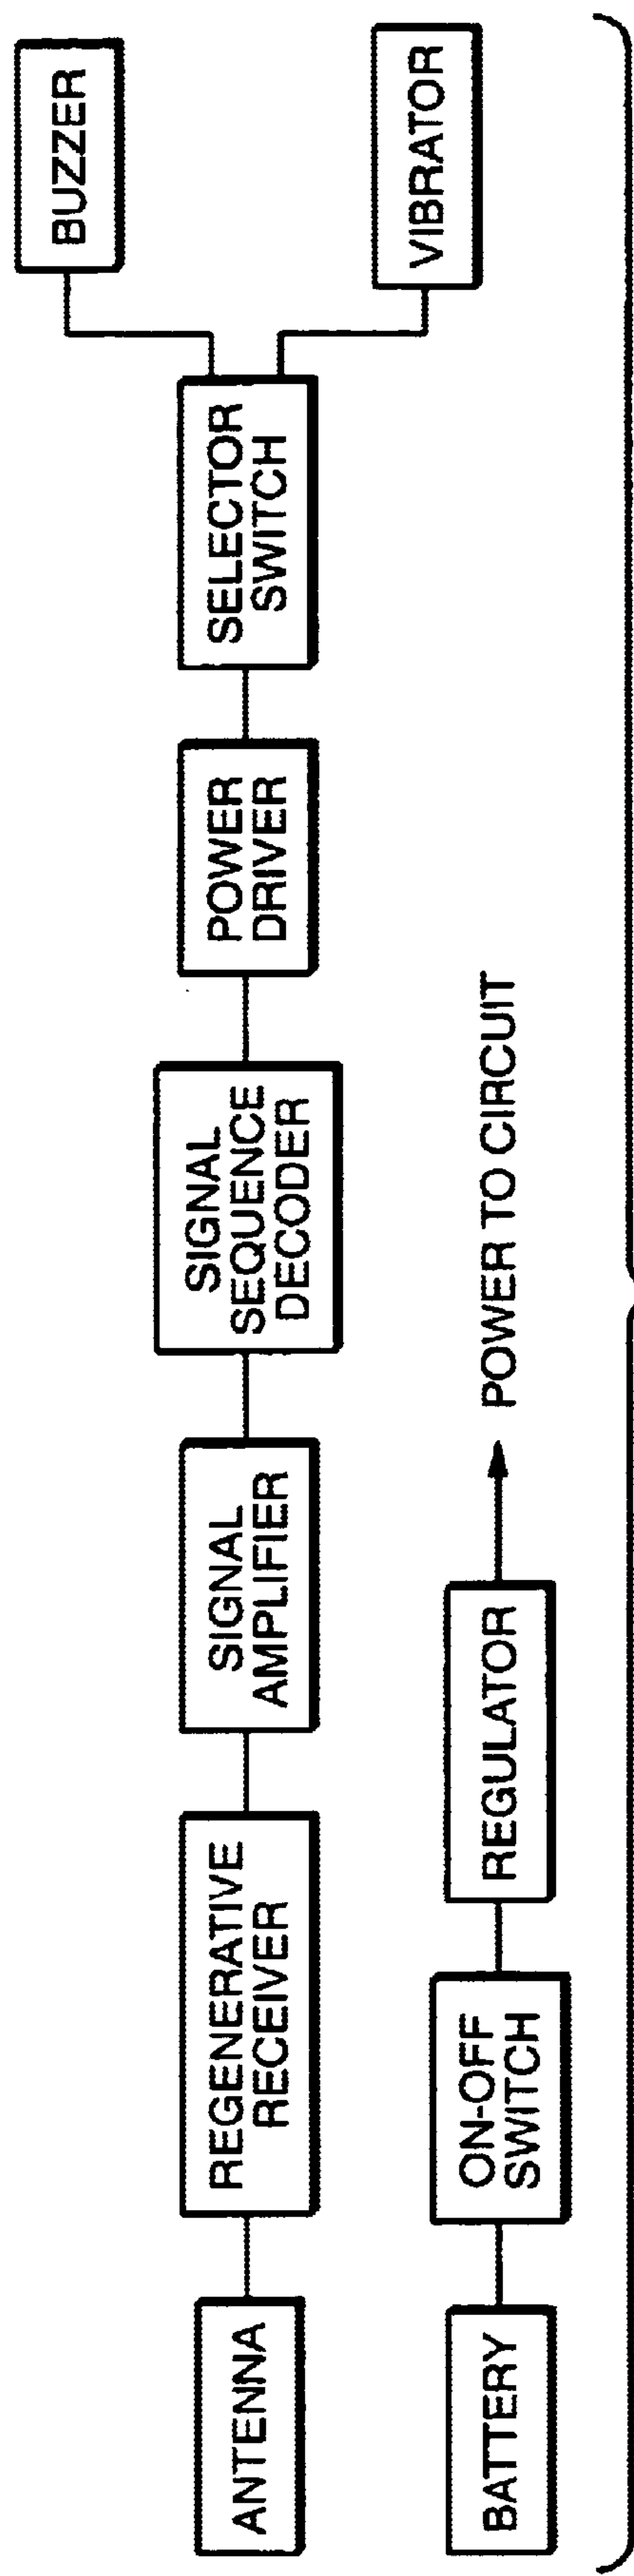 ANTENNA
REGENERATIVE
RECEIVER
SIGNAL
AMPLIFIER
SIGNAL
SEQUENCE
DECODER
POWER
DRIVER
SELECTOR
SWITCH
BUZZER
VIBRATOR
BATTERY
ON-OFF
SWITCH
REGULATOR
POWER TO CIRCUIT